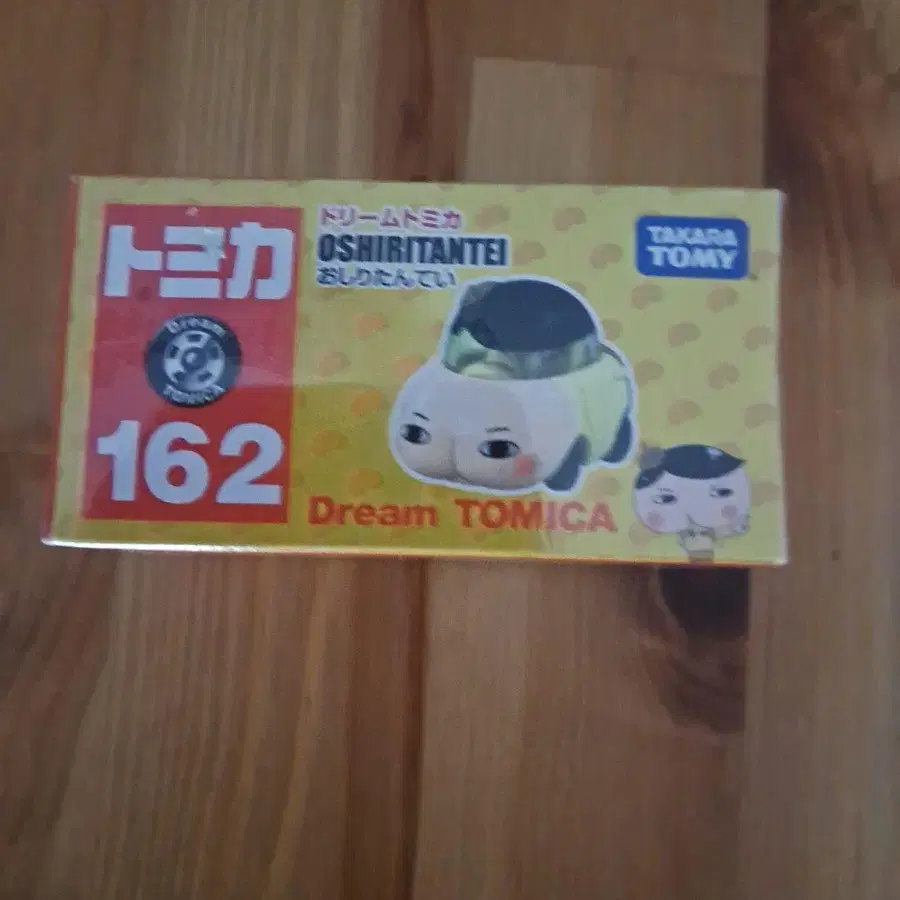 トミカ
Dream
TOMICA
162
ドリームトミカ
OSHIRITANTEI
おしりたんてい
Dream TOMICA
TAKARA
TOMY